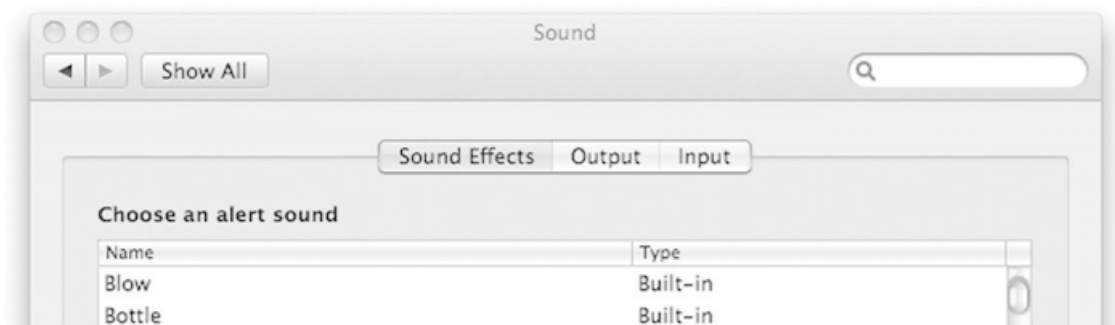 Sound
Show All
Sound Effects Output Input
Choose an alert sound
Name Type
Blow Built-in
Bottle Built-in